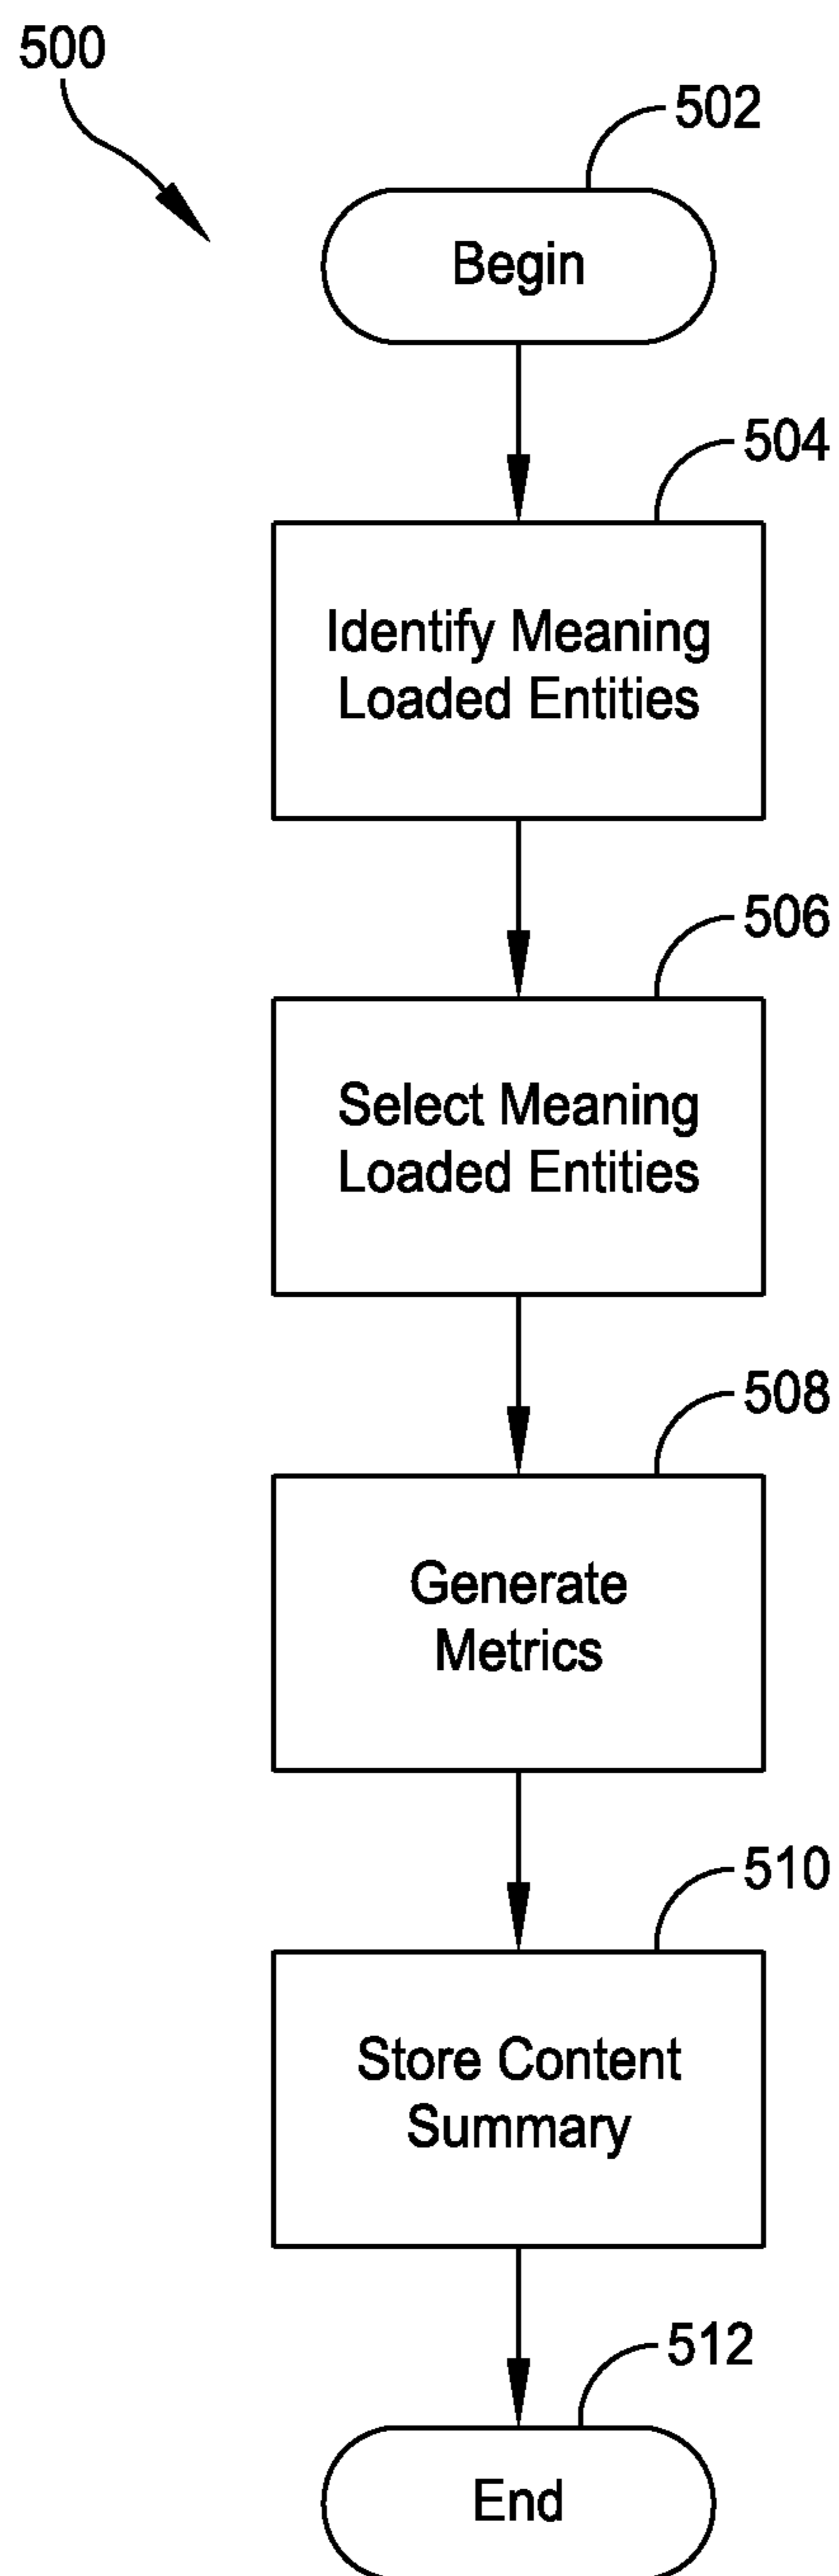 500
502
Begin
504
Identify Meaning
Loaded Entities
506
Select Meaning
Loaded Entities
508
Generate
Metrics
510
Store Content
Summary
512
End